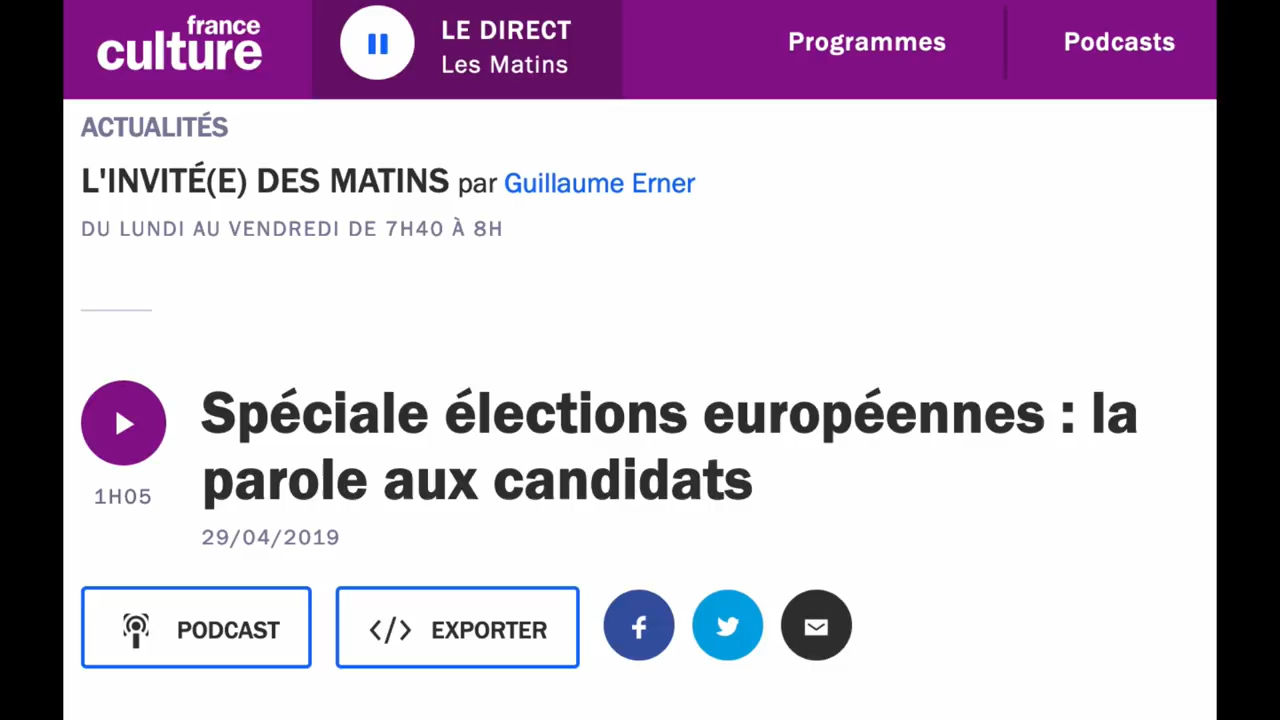 france
culture
LE DIRECT
Les Matins
Programmes
Podcasts
ACTUALITÉS
L'INVITÉ(E) DES MATINS par Guillaume Erner
DU LUNDI AU VENDREDI DE 7H40 À 8H
Spéciale élections européennes : la
parole aux candidats
1H05
29/04/2019
PODCAST
</> EXPORTER